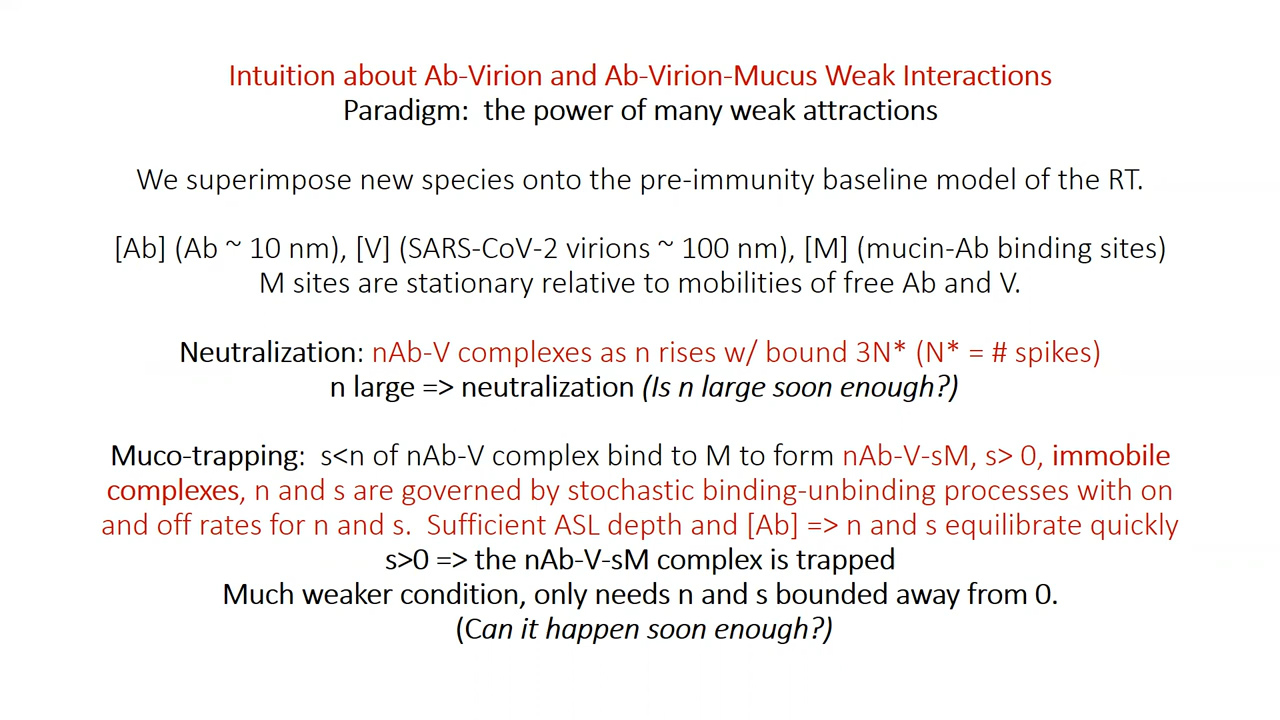 Intuition about Ab-Virion and Ab-Virion-Mucus Weak Interactions
Paradigm:  the power of many weak attractions
We superimpose new species onto the pre-immunity baseline model of the RT.
[Ab] (Ab ~ 10 nm), [V] (SARS-CoV-2 virions ~ 100 nm), [M] (mucin-Ab binding sites)
M sites are stationary relative to mobilities of free Ab and V.
Neutralization: nAb-V complexes as n rises w/ bound 3N* (N* = # spikes)
n large => neutralization (Is n large soon enough?)
Muco-trapping:  s<n of nAb-V complex bind to M to form nAb-V-sM, s> 0, immobile
complexes, n and s are governed by stochastic binding-unbinding processes with on
and off rates for n and s.  Sufficient ASL depth and [Ab] => n and s equilibrate quickly
s>0 => the nAb-V-sM complex is trapped
Much weaker condition, only needs n and s bounded away from 0.
(Can it happen soon enough?)